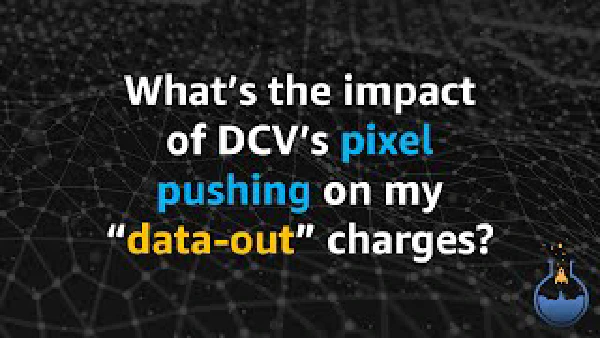 What's the impact
of DCV's pixel
pushing on my
“data-out” charges?